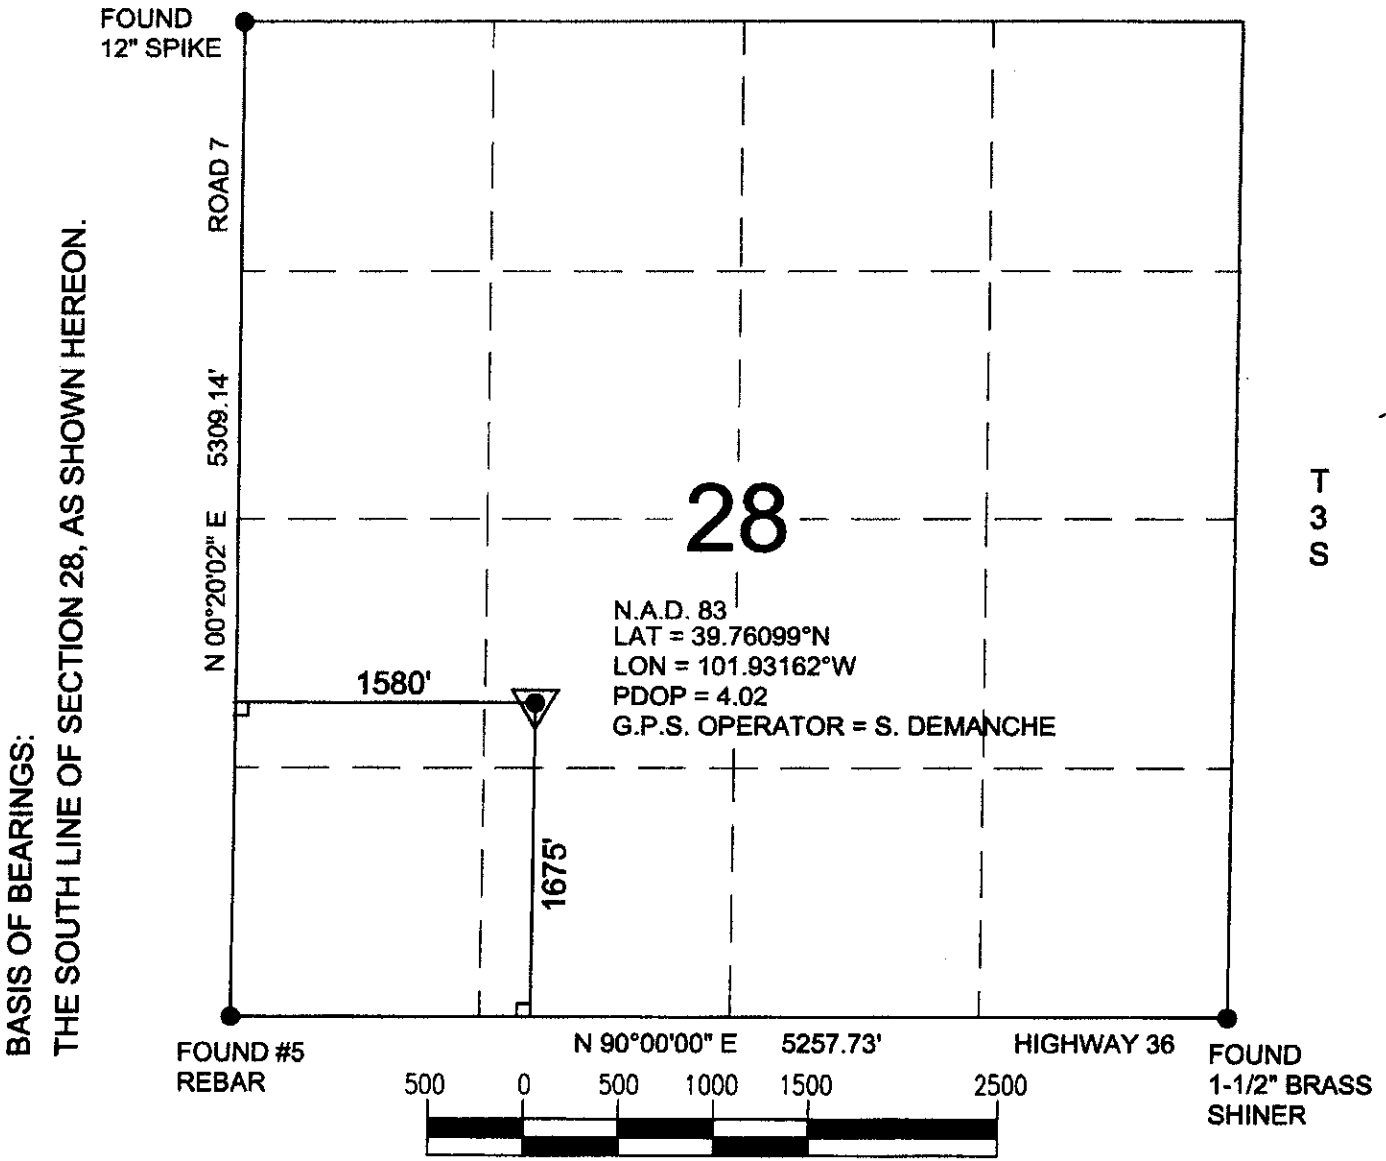 FOUND
12" SPIKE
ROAD 7
N 00°20'02" E 5309.14'
BASIS OF BEARINGS:
THE SOUTH LINE OF SECTION 28, AS SHOWN HEREON.
28
T
3
S
N.A.D. 83
LAT = 39.76099°N
LON = 101.93162°W
PDOP = 4.02
G.P.S. OPERATOR = S. DEMANCHE
1580'
1675'
FOUND #5
REBAR
N 90°00'00" E 5257.73' HIGHWAY 36
FOUND
1-1/2" BRASS
SHINER
500 0 500 1000 1500 2500